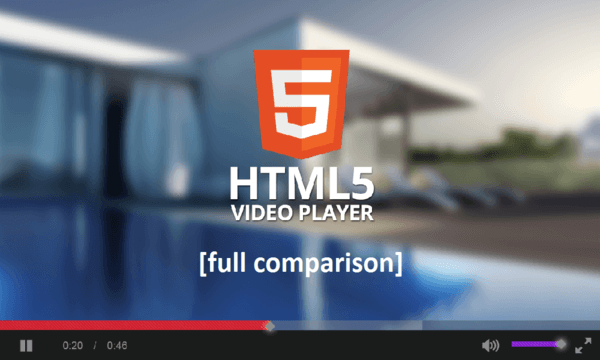 5
HTML5
VIDEO PLAYER
[full comparison]
0:20 / 0:46